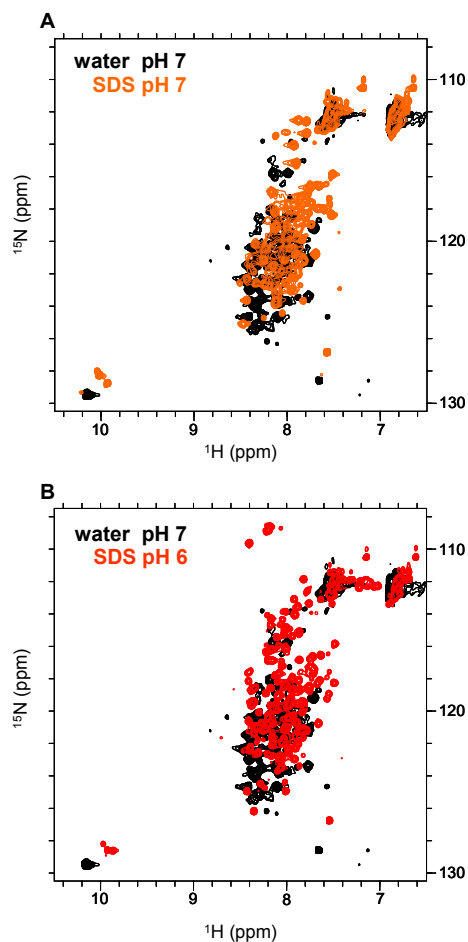 A
water pH 7
SDS pH 7
110
120
130
¹⁵N (ppm)
10 9 8 7
¹H (ppm)
B
water pH 7
SDS pH 6
110
120
130
¹⁵N (ppm)
10 9 8 7
¹H (ppm)